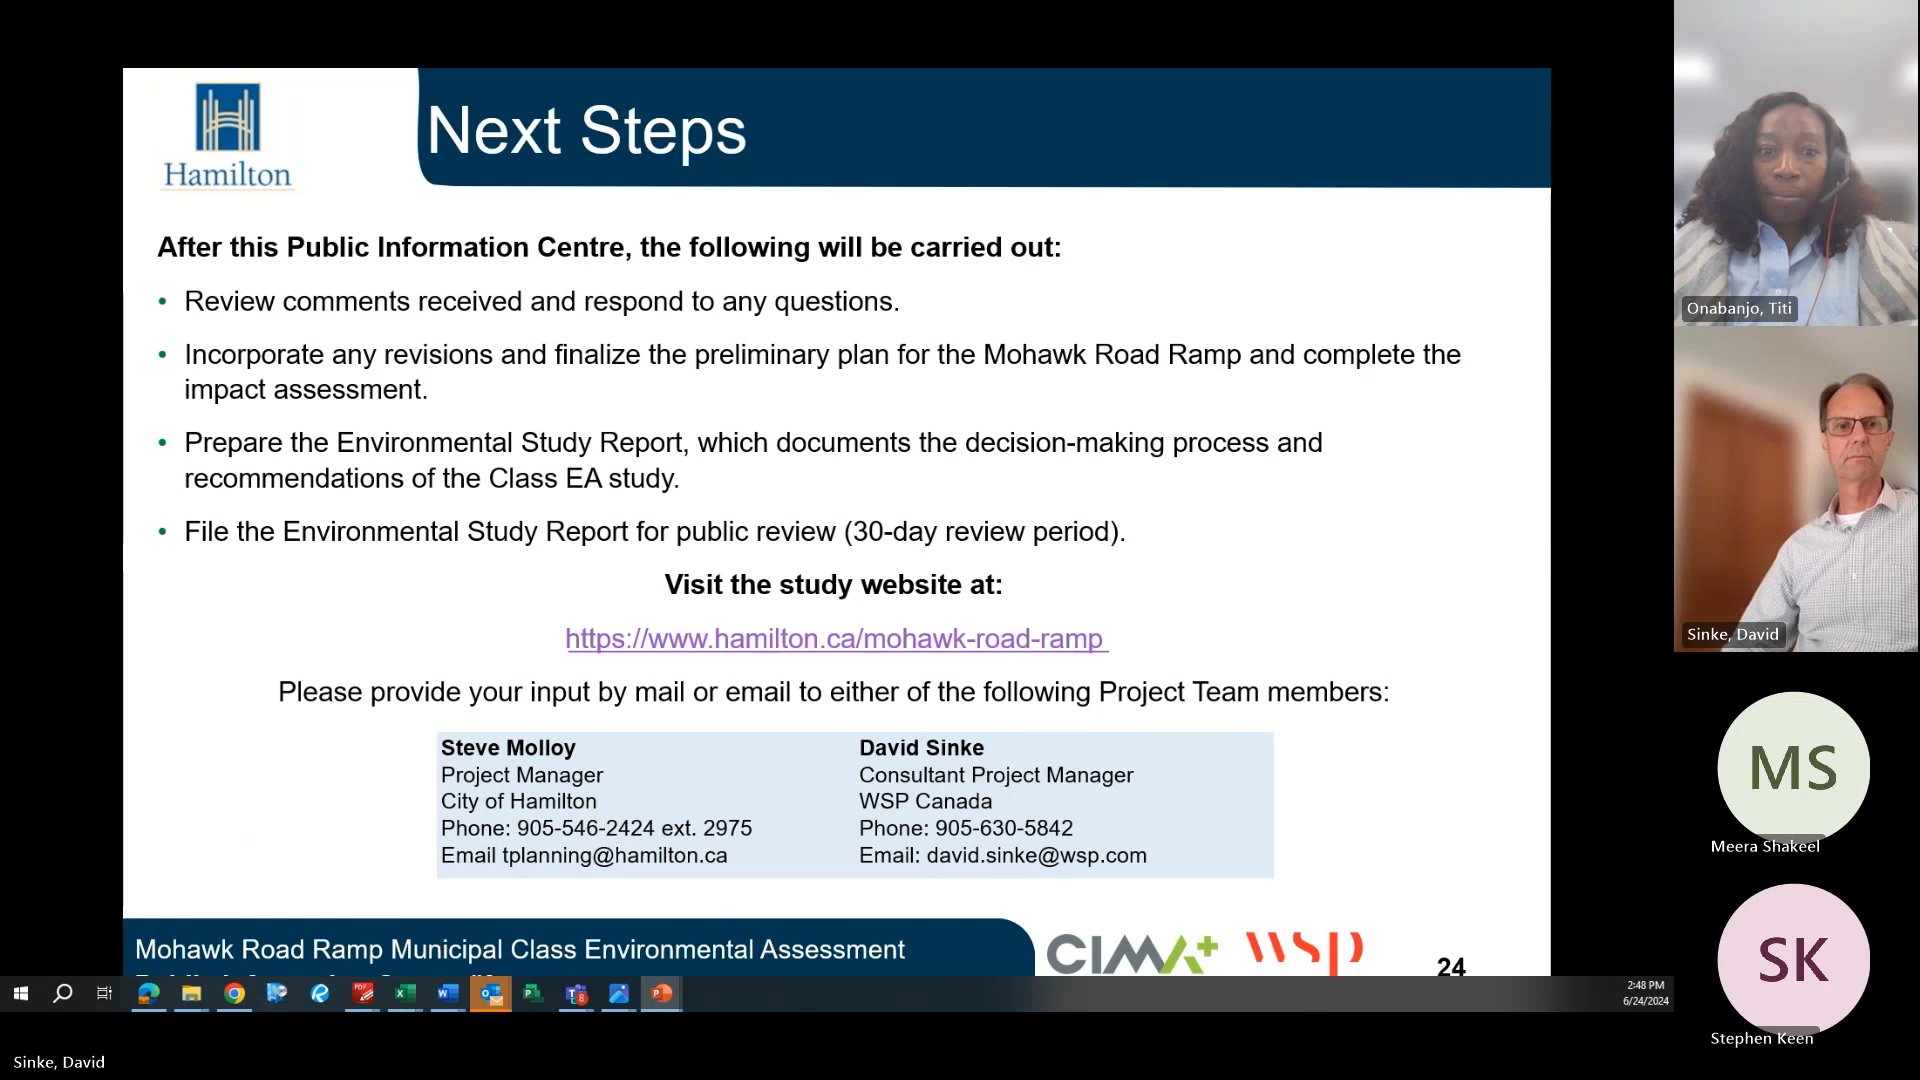 Hamilton
Next Steps
After this Public Information Centre, the following will be carried out:
• Review comments received and respond to any questions.
• Incorporate any revisions and finalize the preliminary plan for the Mohawk Road Ramp and complete the
impact assessment.
• Prepare the Environmental Study Report, which documents the decision-making process and
recommendations of the Class EA study.
• File the Environmental Study Report for public review (30-day review period).
Visit the study website at:
https://www.hamilton.ca/mohawk-road-ramp
Please provide your input by mail or email to either of the following Project Team members:
Steve Molloy
Project Manager
City of Hamilton
Phone: 905-546-2424 ext. 2975
Email tplanning@hamilton.ca
David Sinke
Consultant Project Manager
WSP Canada
Phone: 905-630-5842
Email: david.sinke@wsp.com
Mohawk Road Ramp Municipal Class Environmental Assessment
CIMA+
wsp
24
2:48 PM
6/24/2024
Sinke, David
Onabanjo, Titi
Sinke, David
MS
Meera Shakeel
SK
Stephen Keen